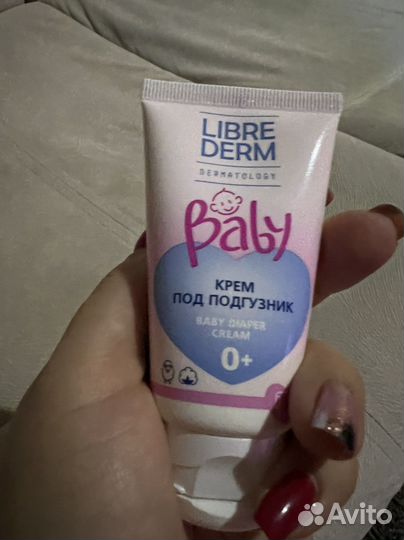 LIBRE
DERM
DERMATOLOGY
Baby
КРЕМ
ПОД ПОДГУЗНИК
BABY DIAPER
CREAM
0+
Avito